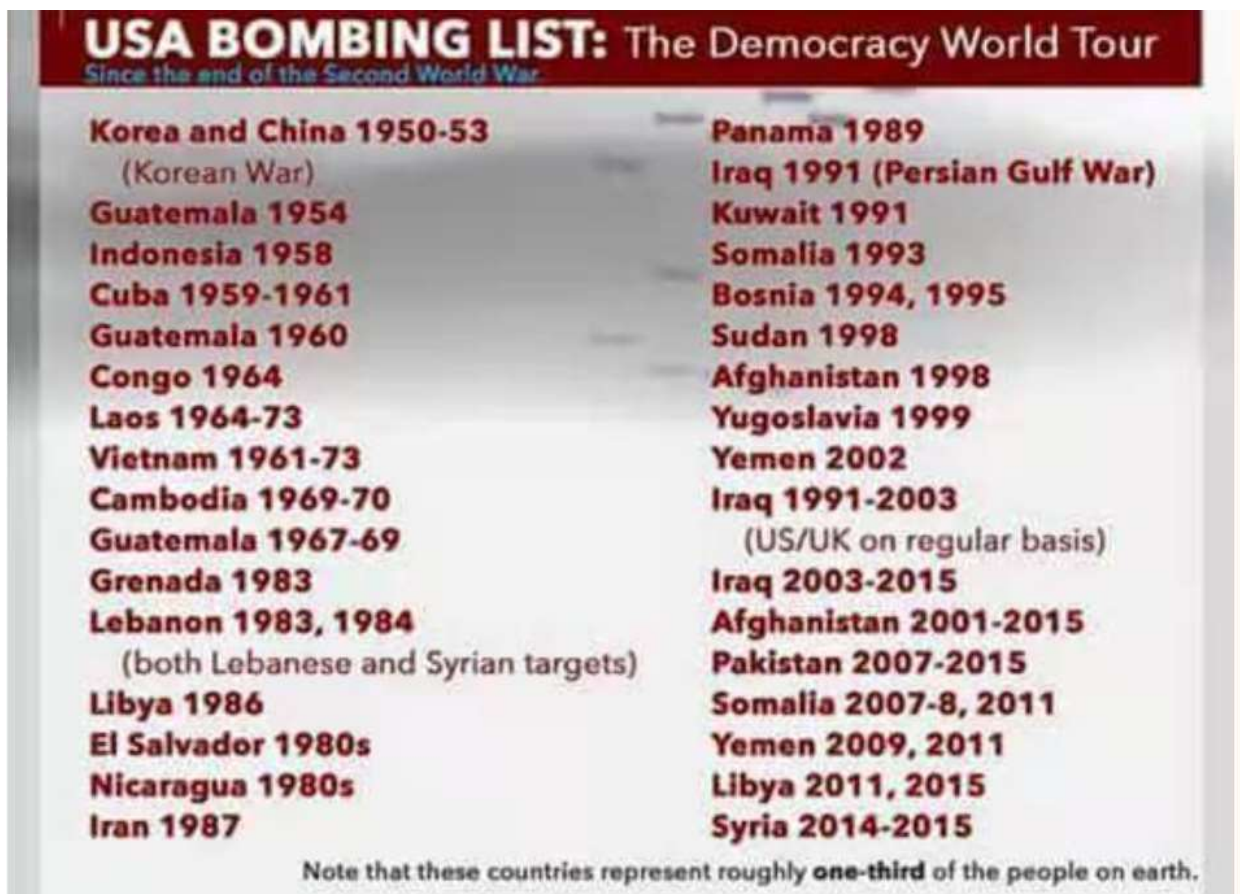 USA BOMBING LIST: The Democracy World Tour
Since the end of the Second World War
Korea and China 1950-53
(Korean War)
Guatemala 1954
Indonesia 1958
Cuba 1959-1961
Guatemala 1960
Congo 1964
Laos 1964-73
Vietnam 1961-73
Cambodia 1969-70
Guatemala 1967-69
Grenada 1983
Lebanon 1983, 1984
(both Lebanese and Syrian targets)
Libya 1986
El Salvador 1980s
Nicaragua 1980s
Iran 1987
Panama 1989
Iraq 1991 (Persian Gulf War)
Kuwait 1991
Somalia 1993
Bosnia 1994, 1995
Sudan 1998
Afghanistan 1998
Yugoslavia 1999
Yemen 2002
Iraq 1991-2003
(US/UK on regular basis)
Iraq 2003-2015
Afghanistan 2001-2015
Pakistan 2007-2015
Somalia 2007-8, 2011
Yemen 2009, 2011
Libya 2011, 2015
Syria 2014-2015
Note that these countries represent roughly one-third of the people on earth.